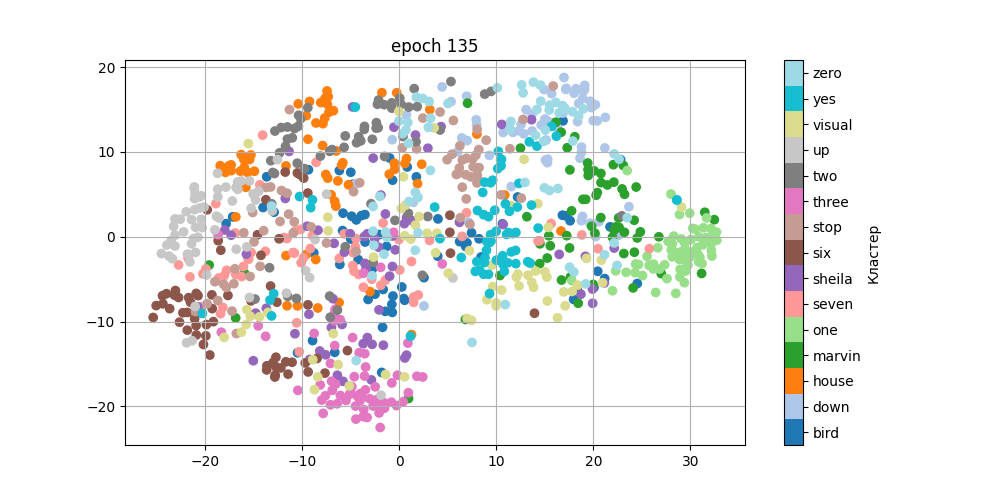 epoch 135
20
10
0
−10
−20
−20
−10
0
10
20
30
zero
yes
visual
up
two
three
stop
six
sheila
seven
one
marvin
house
down
bird
Кластер